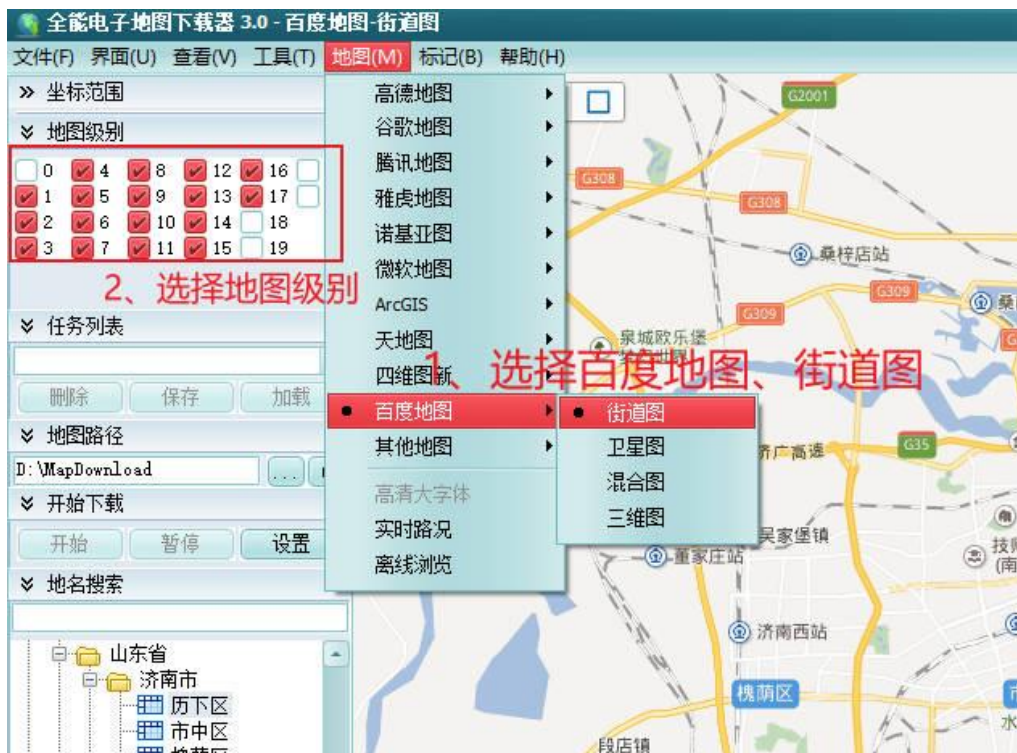 全能电子地图下载器 3.0 - 百度地图-街道图
文件(F) 界面(U) 查看(V) 工具(T) 地图(M) 标记(B) 帮助(H)
坐标范围
地图级别
0 4 8 12 16
1 5 9 13 17
2 6 10 14 18
3 7 11 15 19
2、选择地图级别
任务列表
删除 保存 加载
地图路径
D:\MapDownload
...
开始下载
开始 暂停 设置
地名搜索
山东省
济南市
历下区
市中区
槐荫区
高德地图
谷歌地图
腾讯地图
雅虎地图
诺基亚图
微软地图
ArcGIS
天地图
四维图新
百度地图
其他地图
高清大字体
实时路况
离线浏览
1、选择百度地图、街道图
街道图
卫星图
混合图
三维图
G2001
G308
G308
桑梓店站
G309
G309
桑
泉城欧乐堡
济广高速
G35
吴家堡镇
董家庄站
技师
(南
济南西站
槐荫区
市
水
段店镇